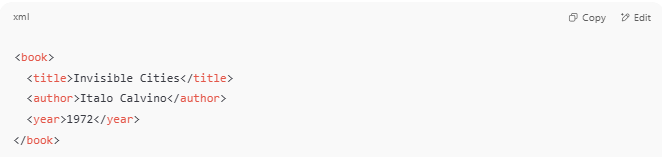 xml
Copy
Edit
<book>
  <title>Invisible Cities</title>
  <author>Italo Calvino</author>
  <year>1972</year>
</book>